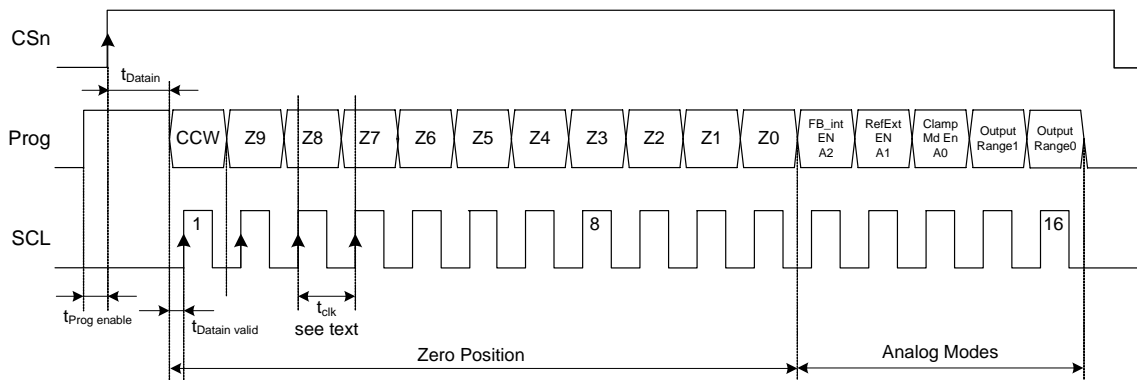 CSn
tDatain
Prog
CCW Z9 Z8 Z7 Z6 Z5 Z4 Z3 Z2 Z1 Z0
FB_int
EN
A2
RefExt
EN
A1
Clamp
Md En
A0
Output
Range1
Output
Range0
SCL
1 8 16
tProg enable
tDatain valid
tclk
see text
Zero Position
Analog Modes